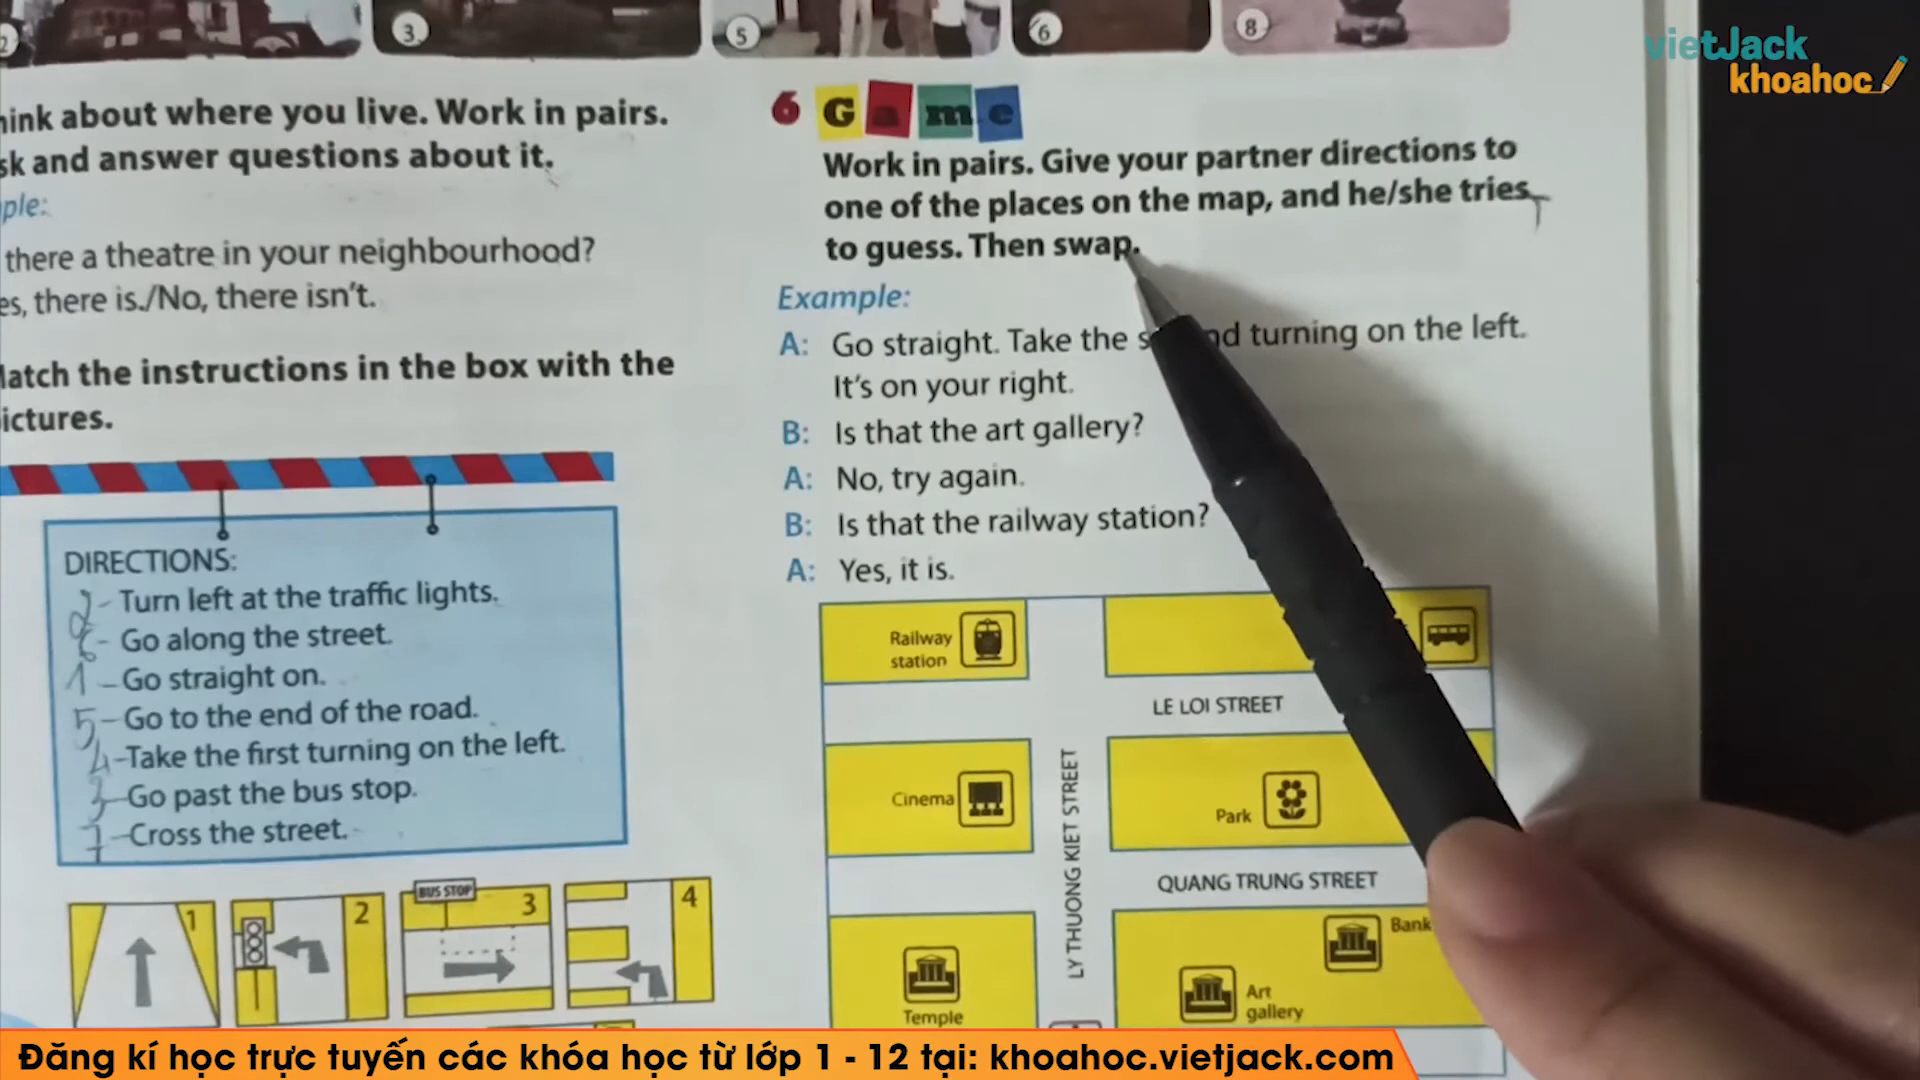 3
5
6
8
vietJack
khoahoc
about where you live. Work in pairs.
and answer questions about it.
there a theatre in your neighbourhood?
there is./No, there isn't.
the instructions in the box with the
DIRECTIONS:
2- Turn left at the traffic lights.
6- Go along the street.
1- Go straight on.
5- Go to the end of the road.
4- Take the first turning on the left.
3- Go past the bus stop.
7- Cross the street.
1
2
BUS STOP
3
4
6 Game
Work in pairs. Give your partner directions to
one of the places on the map, and he/she tries
to guess. Then swap.
Example:
A: Go straight. Take the turning on the left.
It's on your right.
B: Is that the art gallery?
A: No, try again.
B: Is that the railway station?
A: Yes, it is.
Railway
station
LE LOI STREET
Cinema
LY THUONG KIET STREET
Park
QUANG TRUNG STREET
Bank
Art
gallery
Temple
Đăng kí học trực tuyến các khóa học từ lớp 1 - 12 tại: khoahoc.vietjack.com